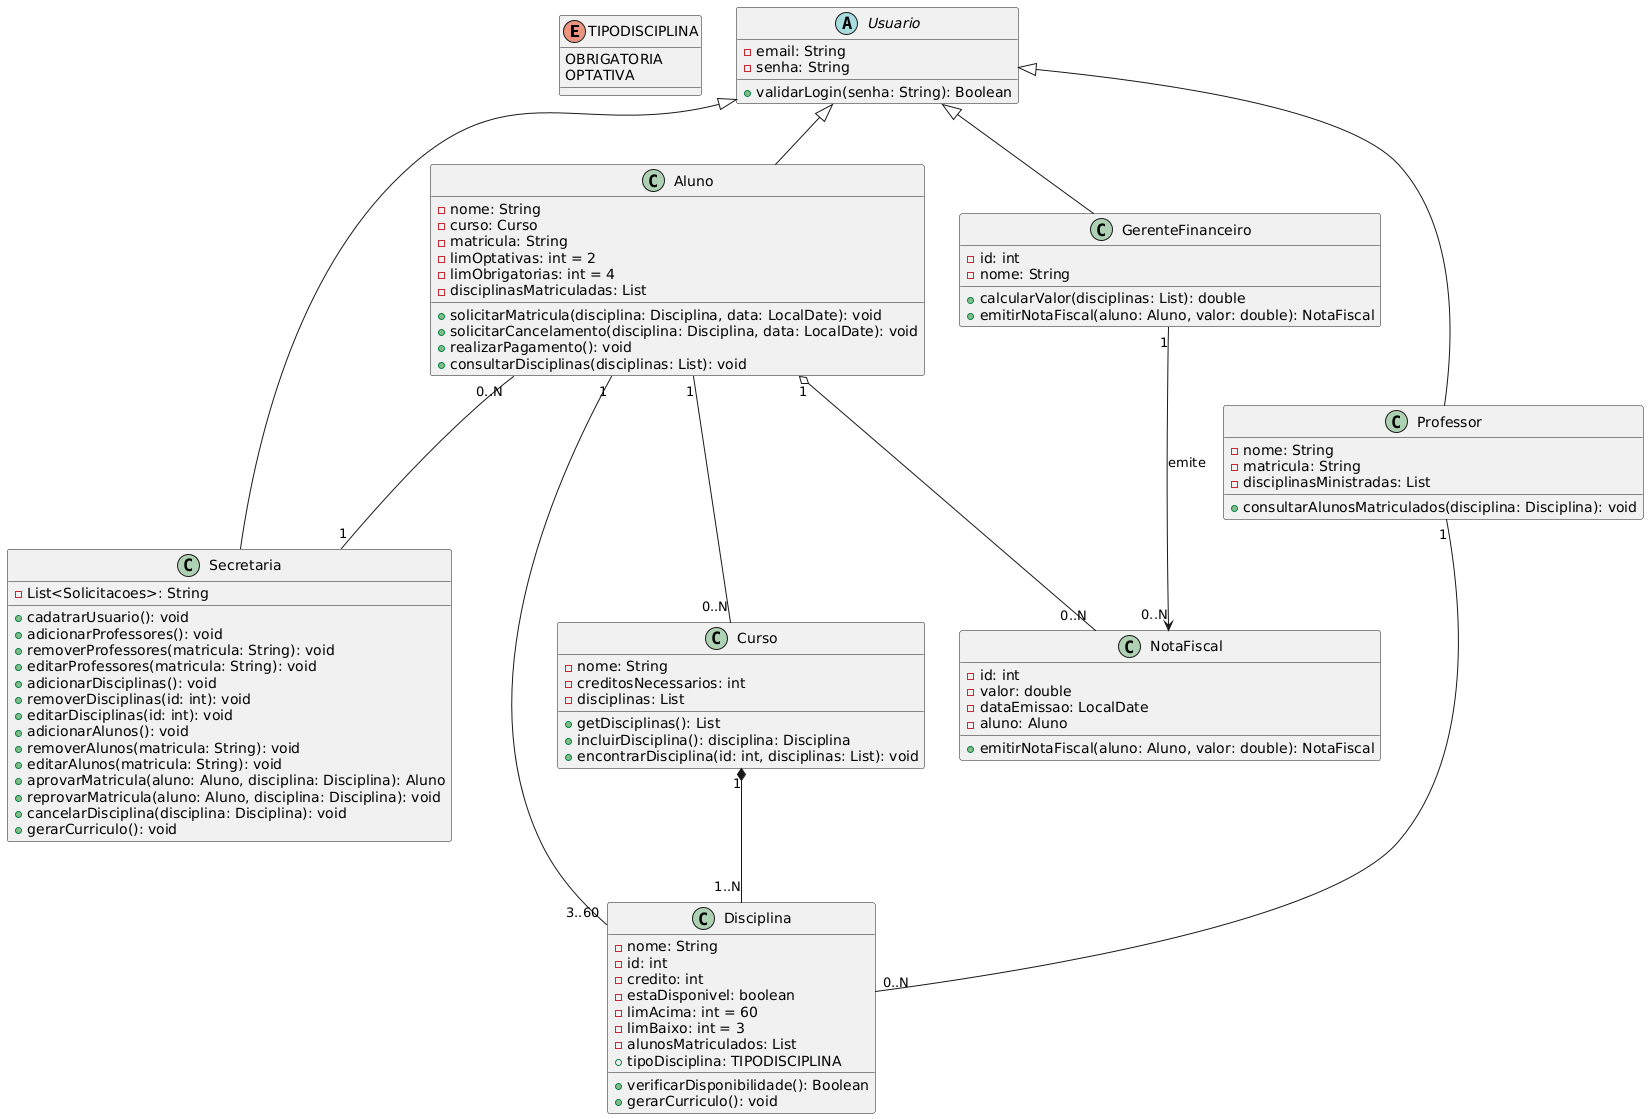 E TIPODISCIPLINA
OBRIGATORIA
OPTATIVA
A Usuario
email: String
senha: String
validarLogin(senha: String): Boolean
C Aluno
nome: String
curso: Curso
matricula: String
limOptativas: int = 2
limObrigatorias: int = 4
disciplinasMatriculadas: List
solicitarMatricula(disciplina: Disciplina, data: LocalDate): void
solicitarCancelamento(disciplina: Disciplina, data: LocalDate): void
realizarPagamento(): void
consultarDisciplinas(disciplinas: List): void
C GerenteFinanceiro
id: int
nome: String
calcularValor(disciplinas: List): double
emitirNotaFiscal(aluno: Aluno, valor: double): NotaFiscal
0..N
1
1
1
1
emite
C Professor
nome: String
matricula: String
disciplinasMinistradas: List
consultarAlunosMatriculados(disciplina: Disciplina): void
1
1
C Secretaria
List<Solicitacoes>: String
cadatrarUsuario(): void
adicionarProfessores(): void
removerProfessores(matricula: String): void
editarProfessores(matricula: String): void
adicionarDisciplinas(): void
removerDisciplinas(id: int): void
editarDisciplinas(id: int): void
adicionarAlunos(): void
removerAlunos(matricula: String): void
editarAlunos(matricula: String): void
aprovarMatricula(aluno: Aluno, disciplina: Disciplina): Aluno
reprovarMatricula(aluno: Aluno, disciplina: Disciplina): void
cancelarDisciplina(disciplina: Disciplina): void
gerarCurriculo(): void
0..N
C Curso
nome: String
creditosNecessarios: int
disciplinas: List
getDisciplinas(): List
incluirDisciplina(): disciplina: Disciplina
encontrarDisciplina(id: int, disciplinas: List): void
0..N
0..N
C NotaFiscal
id: int
valor: double
dataEmissao: LocalDate
aluno: Aluno
emitirNotaFiscal(aluno: Aluno, valor: double): NotaFiscal
1
1..N
3..60
0..N
C Disciplina
nome: String
id: int
credito: int
estaDisponivel: boolean
limAcima: int = 60
limBaixo: int = 3
alunosMatriculados: List
tipoDisciplina: TIPODISCIPLINA
verificarDisponibilidade(): Boolean
gerarCurriculo(): void